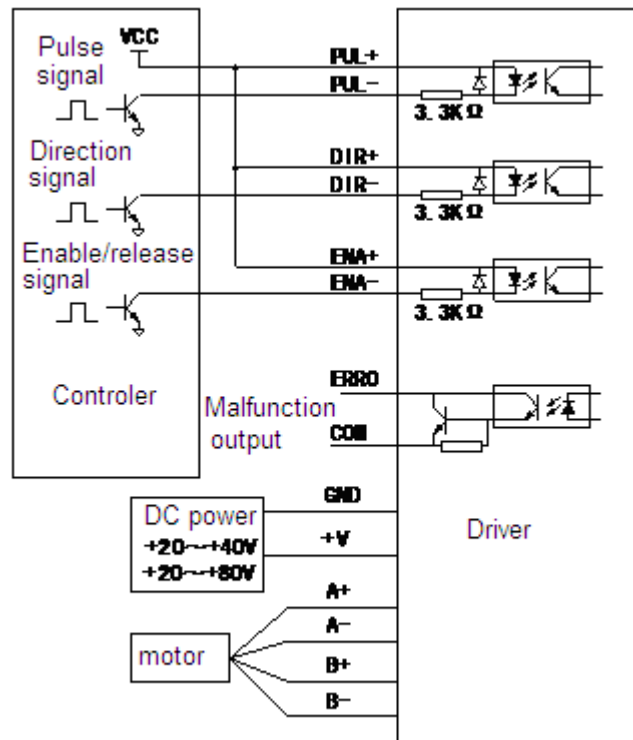 Pulse
signal
VCC
PUL+
PUL-
3.3KΩ
Direction
signal
DIR+
DIR-
3.3KΩ
Enable/release
signal
ENA+
ENA-
3.3KΩ
Controler
ERRO
Malfunction
output
COM
GND
DC power
+20~+40V
+20~+80V
+V
Driver
A+
A-
motor
B+
B-